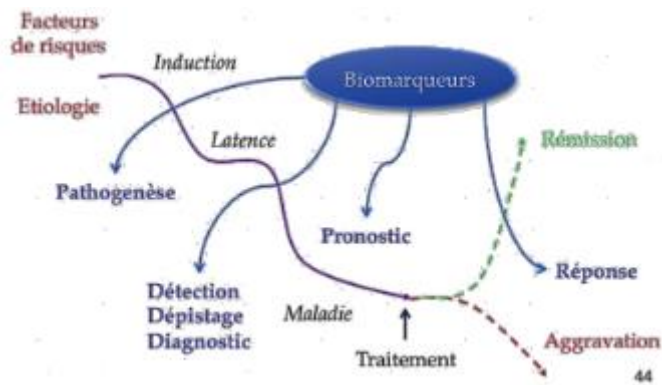 Facteurs
de risques
Induction
Biomarqueurs
Etiologie
Latence
Rémission
Pathogenèse
Pronostic
Réponse
Détection
Dépistage
Diagnostic
Maladie
Traitement
Aggravation
44